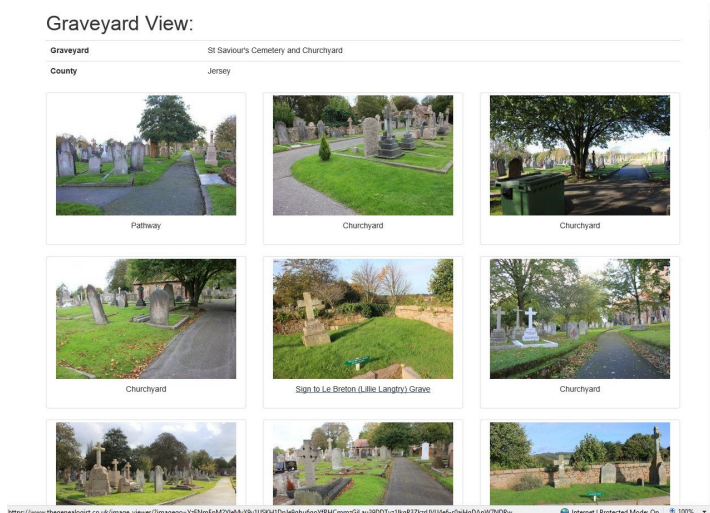 Graveyard View:
Graveyard St Saviour's Cemetery and Churchyard
County Jersey
Pathway Churchyard Churchyard
Churchyard Sign to Le Breton (Lillie Langtry) Grave Churchyard
Internet | Protected Mode: On 100%